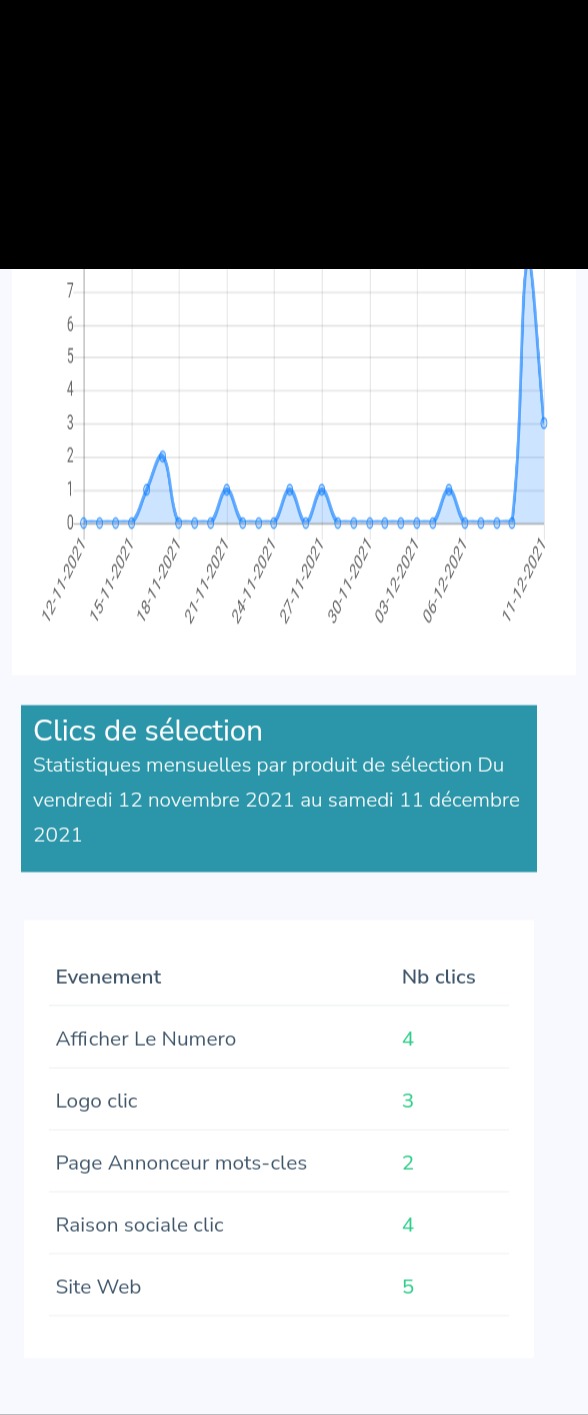 7
6
5
4
3
2
1
0
12-11-2021
15-11-2021
18-11-2021
21-11-2021
24-11-2021
27-11-2021
30-11-2021
03-12-2021
06-12-2021
11-12-2021
Clics de sélection
Statistiques mensuelles par produit de sélection Du
vendredi 12 novembre 2021 au samedi 11 décembre
2021
Evenement Nb clics
Afficher Le Numero 4
Logo clic 3
Page Annonceur mots-cles 2
Raison sociale clic 4
Site Web 5